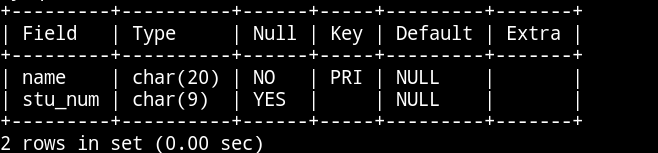 +---------+----------+------+-----+---------+-------+
| Field   | Type     | Null | Key | Default | Extra |
+---------+----------+------+-----+---------+-------+
| name    | char(20) | NO   | PRI | NULL    |       |
| stu_num | char(9)  | YES  |     | NULL    |       |
+---------+----------+------+-----+---------+-------+
2 rows in set (0.00 sec)